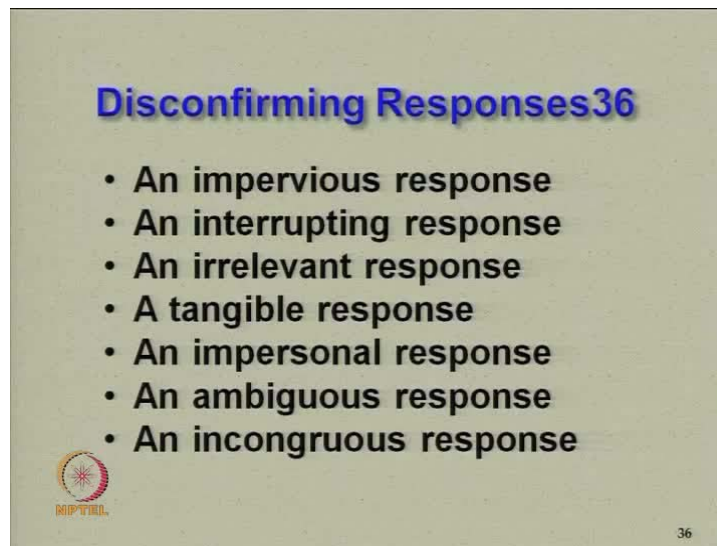 Disconfirming Responses36
• An impervious response
• An interrupting response
• An irrelevant response
• A tangible response
• An impersonal response
• An ambiguous response
• An incongruous response
NPTEL
36